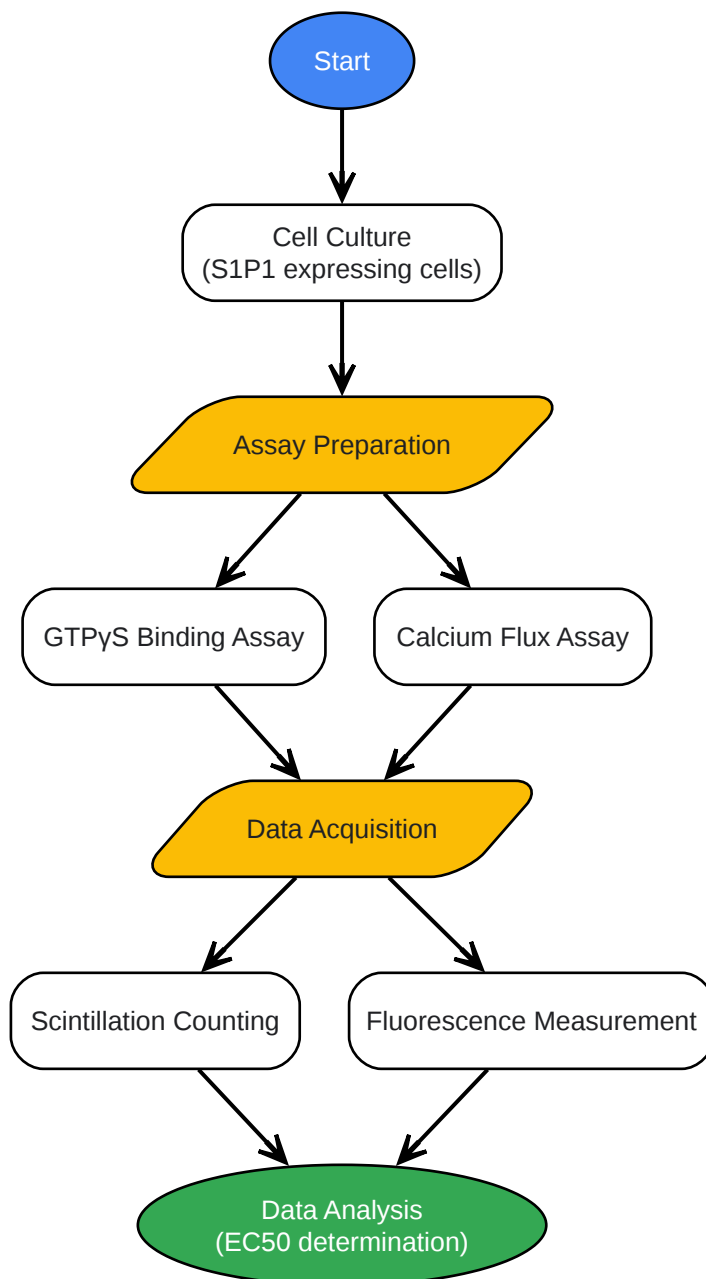 Start
Cell Culture
(S1P1 expressing cells)
Assay Preparation
GTPγS Binding Assay
Calcium Flux Assay
Data Acquisition
Scintillation Counting
Fluorescence Measurement
Data Analysis
(EC50 determination)